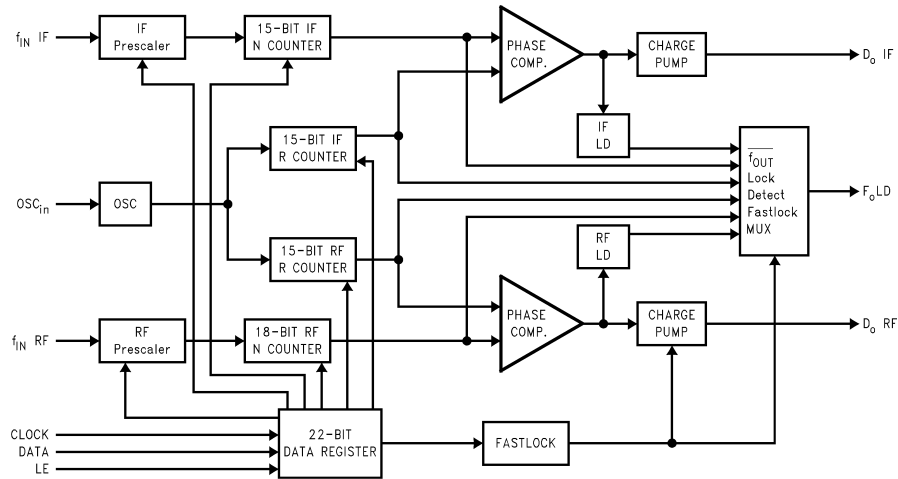 f_IN IF
IF
Prescaler
15-BIT IF
N COUNTER
PHASE
COMP.
CHARGE
PUMP
D_o IF
IF
LD
15-BIT IF
R COUNTER
OSC_in
OSC
f_OUT
Lock
Detect
Fastlock
MUX
F_oLD
15-BIT RF
R COUNTER
RF
LD
f_IN RF
RF
Prescaler
18-BIT RF
N COUNTER
PHASE
COMP.
CHARGE
PUMP
D_o RF
CLOCK
DATA
LE
22-BIT
DATA REGISTER
FASTLOCK